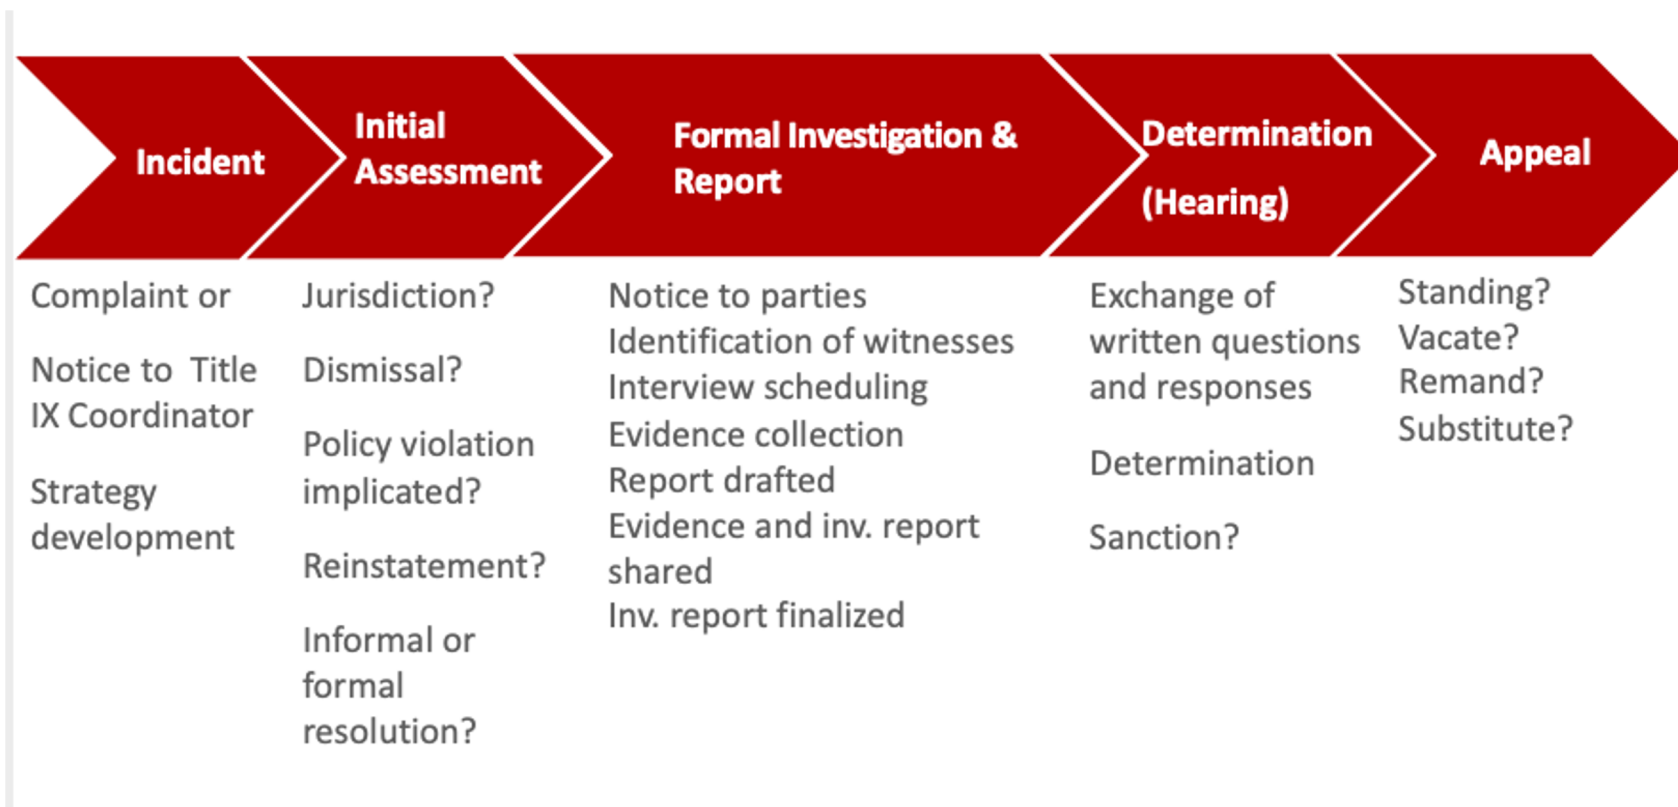 Incident
Initial
Assessment
Formal Investigation &
Report
Determination
(Hearing)
Appeal
Complaint or
Notice to  Title
IX Coordinator
Strategy
development
Jurisdiction?
Dismissal?
Policy violation
implicated?
Reinstatement?
Informal or
formal
resolution?
Notice to parties
Identification of witnesses
Interview scheduling
Evidence collection
Report drafted
Evidence and inv. report
shared
Inv. report finalized
Exchange of
written questions
and responses
Determination
Sanction?
Standing?
Vacate?
Remand?
Substitute?